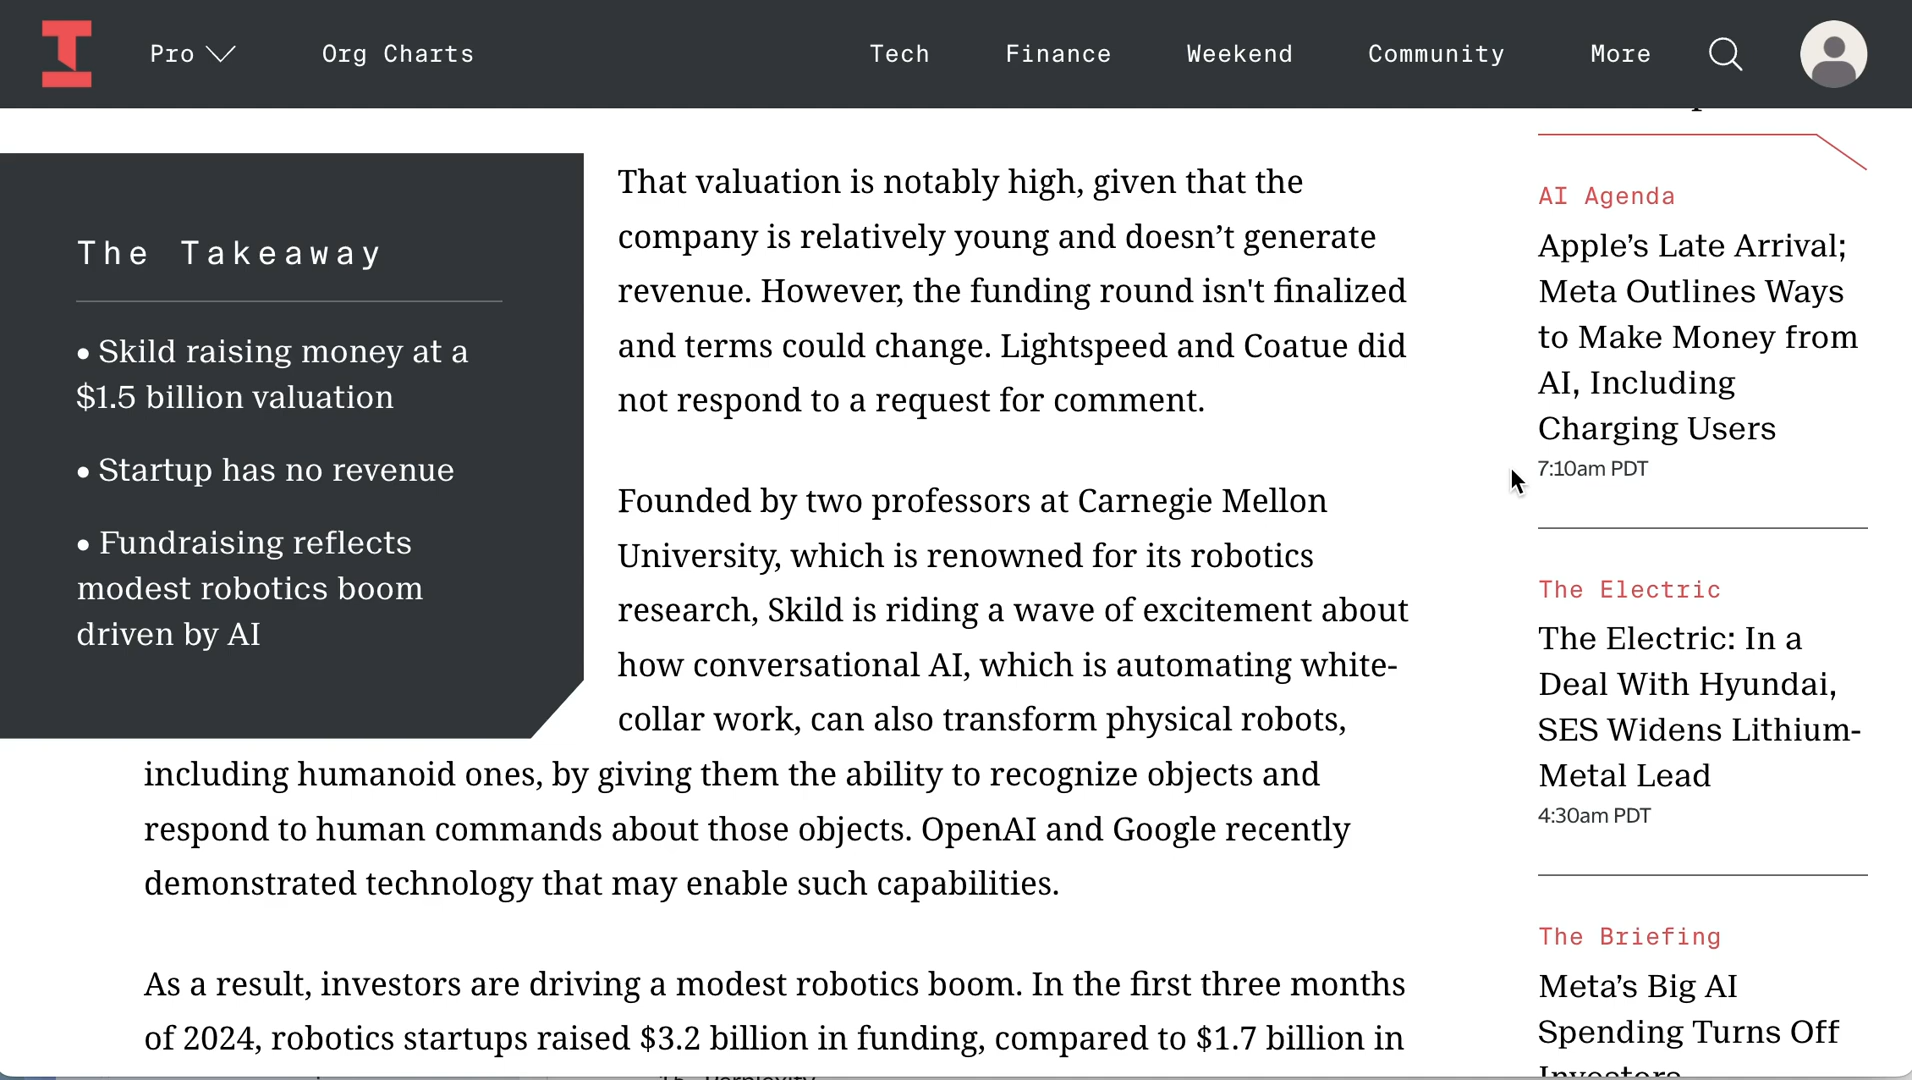 Pro
Org Charts
Tech
Finance
Weekend
Community
More
The Takeaway
• Skild raising money at a
$1.5 billion valuation
• Startup has no revenue
• Fundraising reflects
modest robotics boom
driven by AI
That valuation is notably high, given that the
company is relatively young and doesn’t generate
revenue. However, the funding round isn't finalized
and terms could change. Lightspeed and Coatue did
not respond to a request for comment.
Founded by two professors at Carnegie Mellon
University, which is renowned for its robotics
research, Skild is riding a wave of excitement about
how conversational AI, which is automating white-
collar work, can also transform physical robots,
including humanoid ones, by giving them the ability to recognize objects and
respond to human commands about those objects. OpenAI and Google recently
demonstrated technology that may enable such capabilities.
As a result, investors are driving a modest robotics boom. In the first three months
of 2024, robotics startups raised $3.2 billion in funding, compared to $1.7 billion in
AI Agenda
Apple’s Late Arrival;
Meta Outlines Ways
to Make Money from
AI, Including
Charging Users
7:10am PDT
The Electric
The Electric: In a
Deal With Hyundai,
SES Widens Lithium-
Metal Lead
4:30am PDT
The Briefing
Meta’s Big AI
Spending Turns Off
Investors